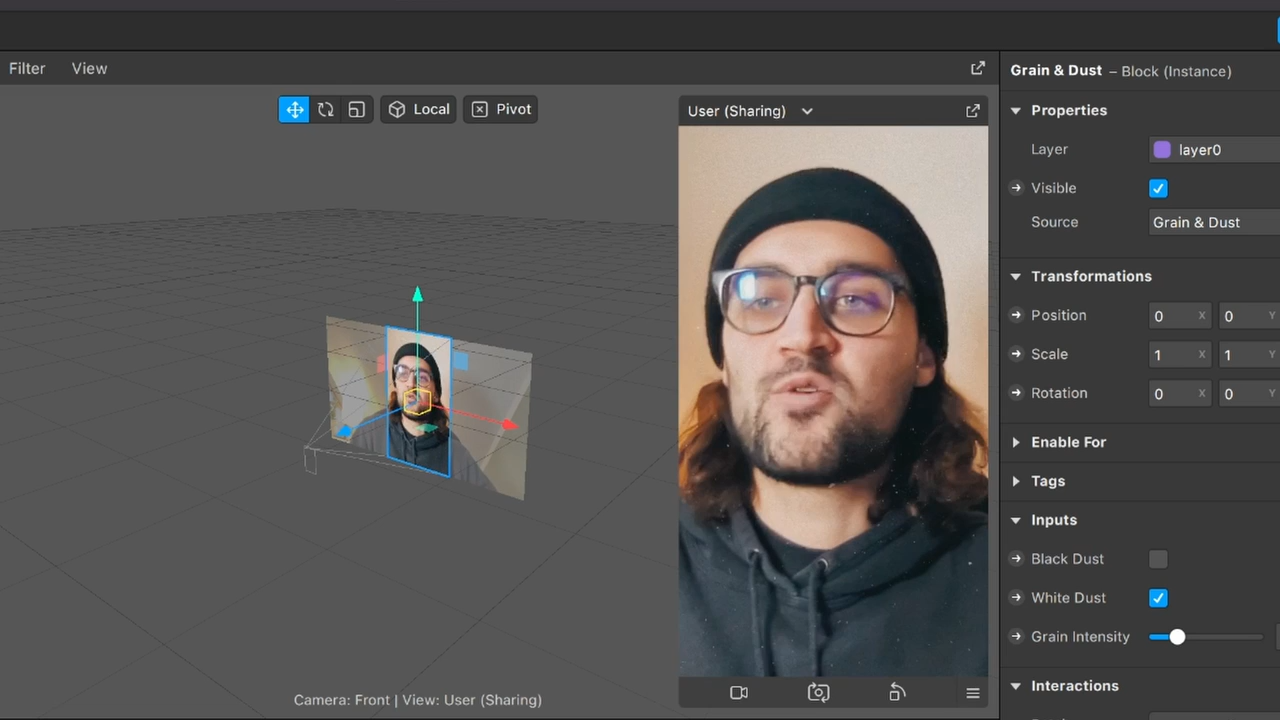 Filter View
Local Pivot
User (Sharing)
Camera: Front | View: User (Sharing)
Grain & Dust – Block (Instance)
Properties
Layer layer0
Visible
Source Grain & Dust
Transformations
Position 0 X 0 Y
Scale 1 X 1 Y
Rotation 0 X 0 Y
Enable For
Tags
Inputs
Black Dust
White Dust
Grain Intensity
Interactions